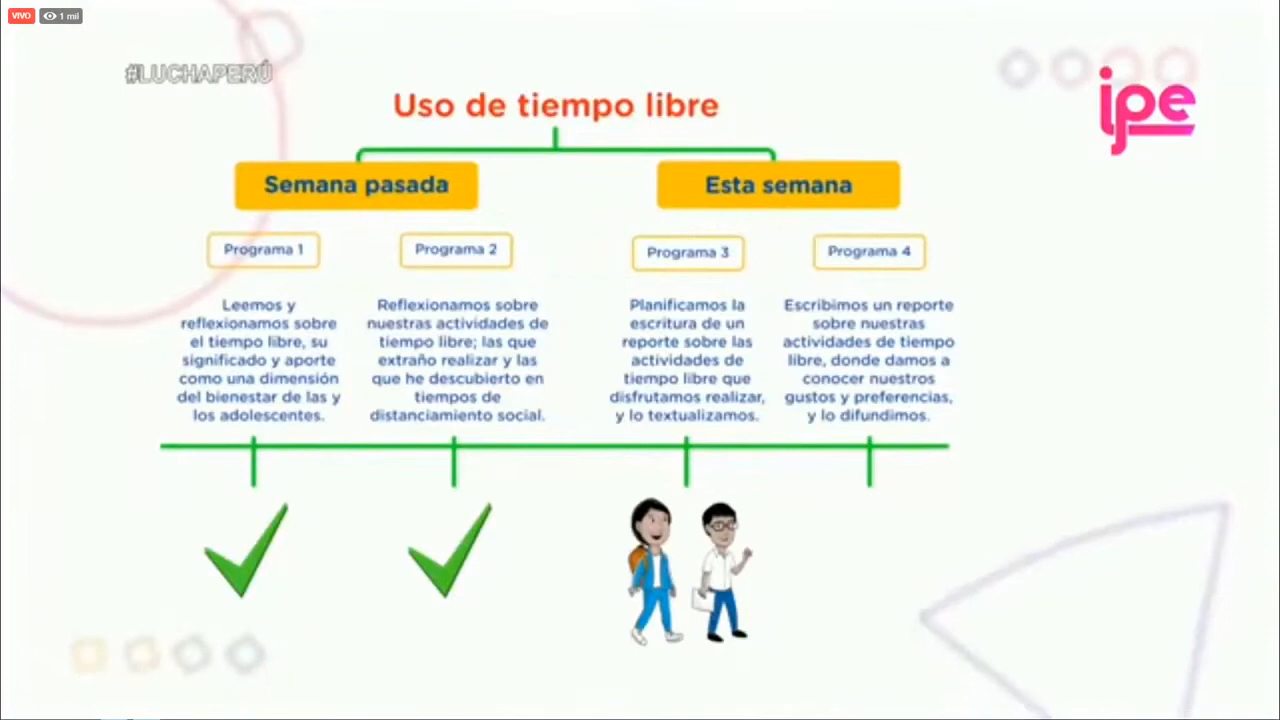 VIVO
1 mil
#LUCHAPERÚ
ipe
Uso de tiempo libre
Semana pasada
Esta semana
Programa 1
Programa 2
Programa 3
Programa 4
Leemos y
reflexionamos sobre
el tiempo libre, su
significado y aporte
como una dimensión
del bienestar de las y
los adolescentes.
Reflexionamos sobre
nuestras actividades de
tiempo libre; las que
extraño realizar y las
que he descubierto en
tiempos de
distanciamiento social.
Planificamos la
escritura de un
reporte sobre las
actividades de
tiempo libre que
disfrutamos realizar,
y lo textualizamos.
Escribimos un reporte
sobre nuestras
actividades de tiempo
libre, donde damos a
conocer nuestros
gustos y preferencias,
y lo difundimos.